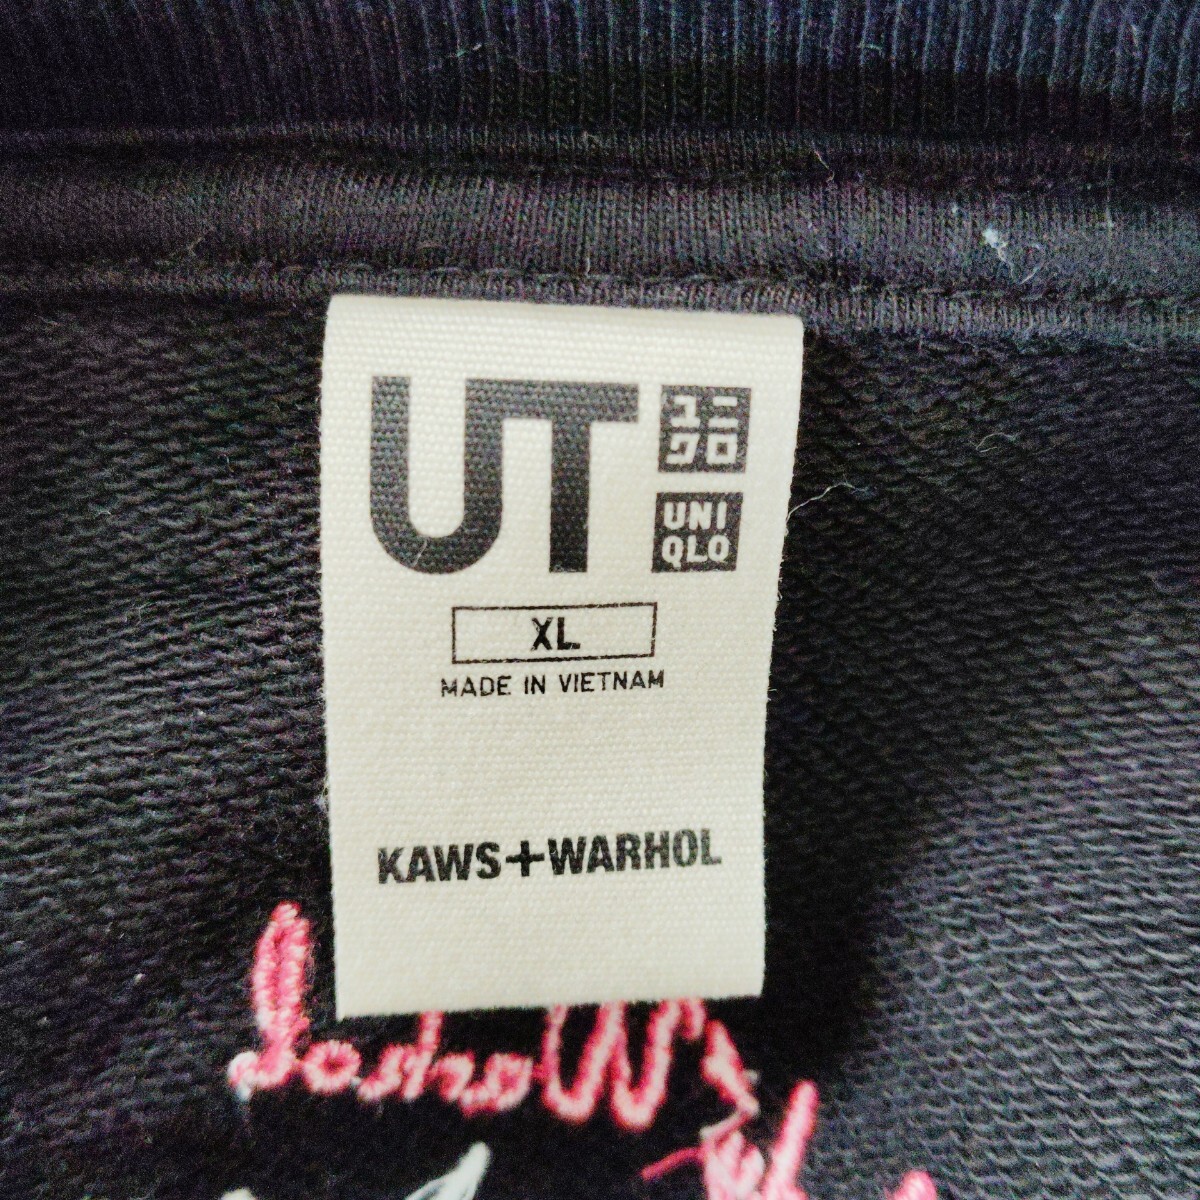 UT
ユニ
クロ
UNI
QLO
XL
MADE IN VIETNAM
KAWS+WARHOL